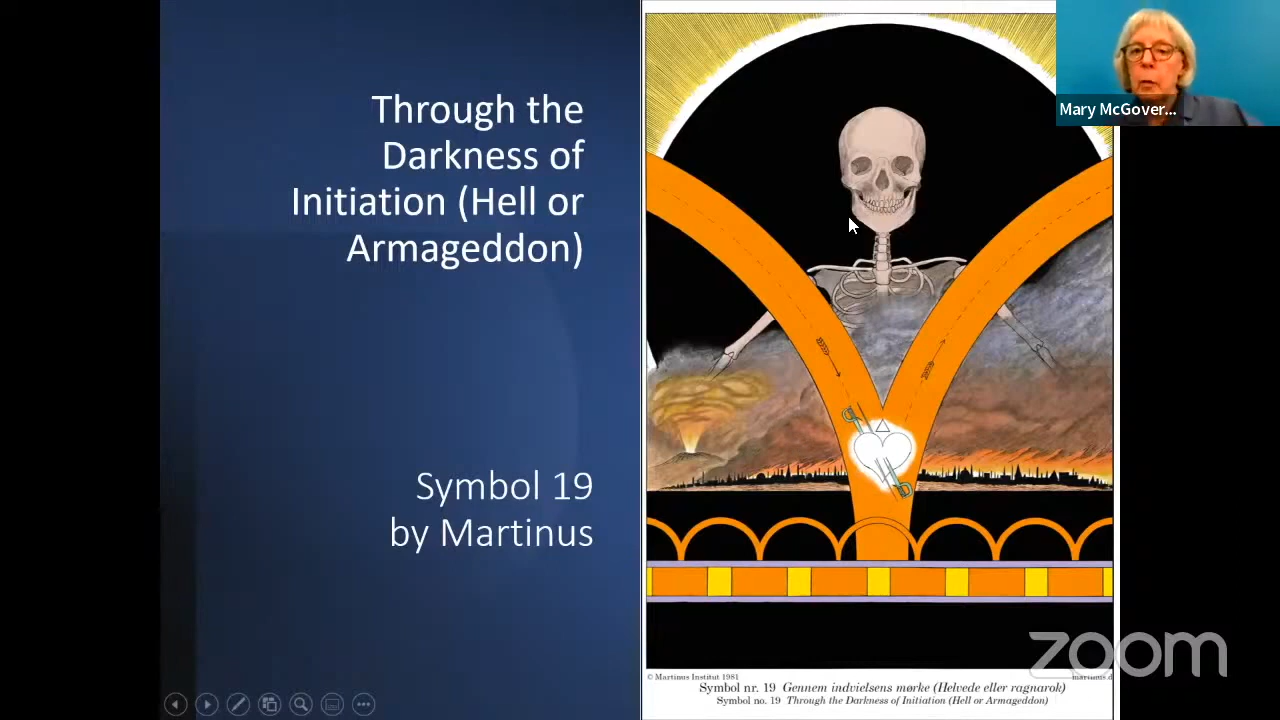 Through the
Darkness of
Initiation (Hell or
Armageddon)
Symbol 19
by Martinus
Mary McGover...
© Martinus Institut 1981
martinus.d
Symbol nr. 19 Gennem indvielsens mørke (Helvede eller ragnarok)
Symbol no. 19 Through the Darkness of Initiation (Hell or Armageddon)
zoom